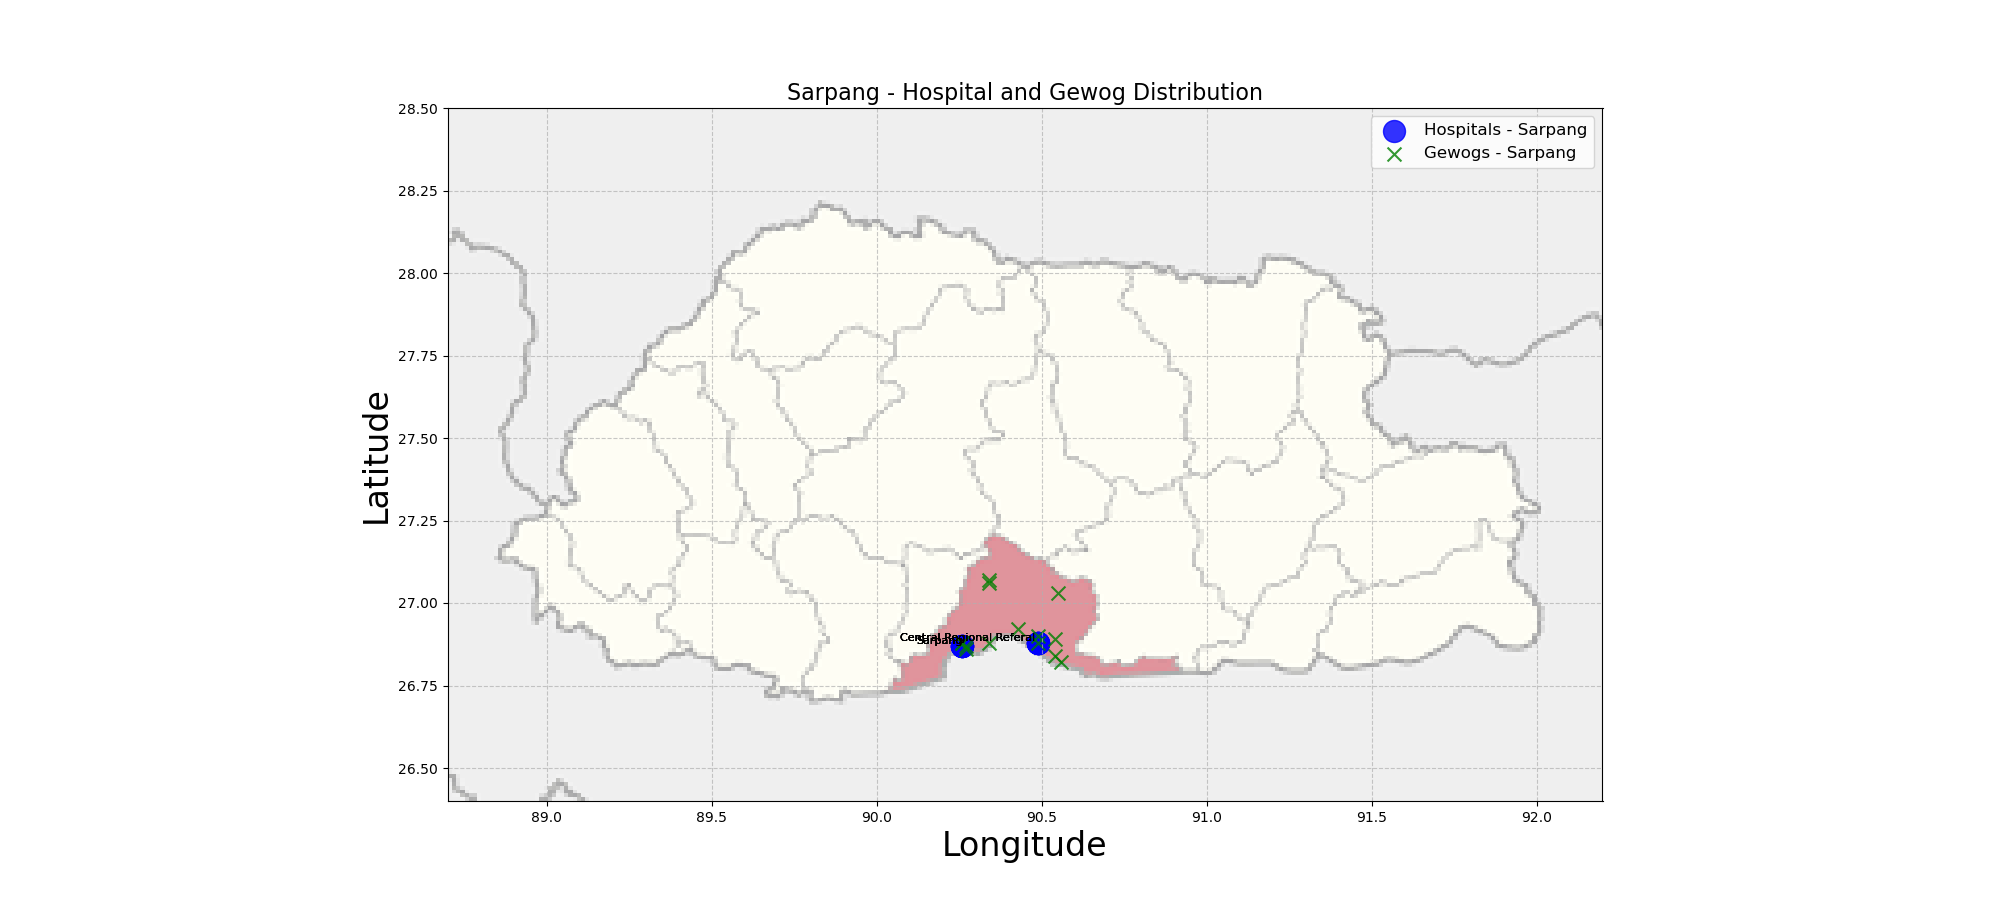 Sarpang - Hospital and Gewog Distribution
Hospitals - Sarpang
Gewogs - Sarpang
28.50
28.25
28.00
27.75
27.50
27.25
27.00
26.75
26.50
Latitude
Central Regional Refera
Sarpang
89.0
89.5
90.0
90.5
91.0
91.5
92.0
Longitude